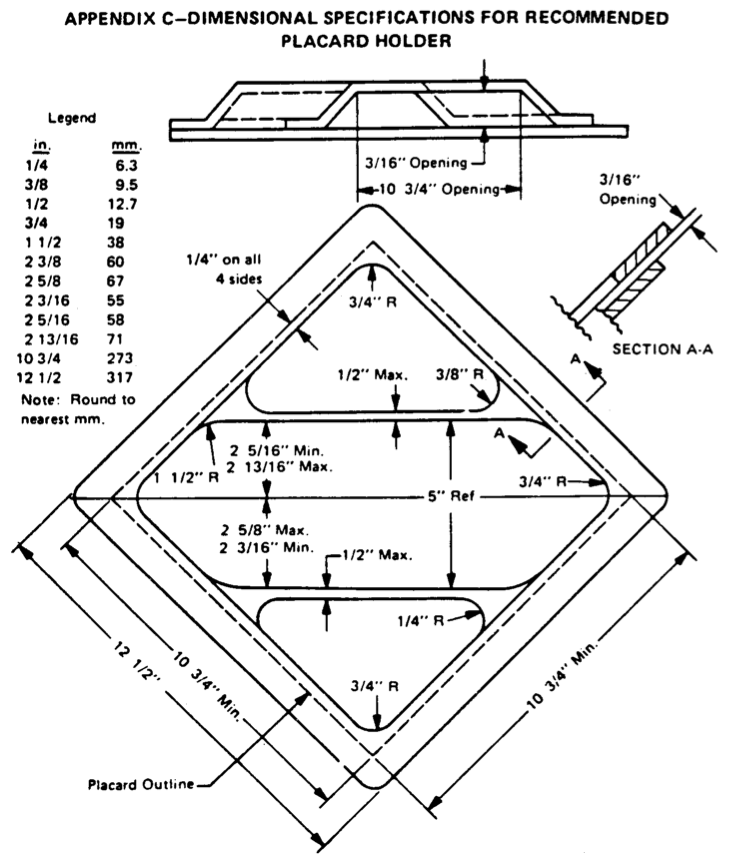 APPENDIX C–DIMENSIONAL SPECIFICATIONS FOR RECOMMENDED
PLACARD HOLDER
Legend
in. mm.
1/4 6.3
3/8 9.5
1/2 12.7
3/4 19
1 1/2 38
2 3/8 60
2 5/8 67
2 3/16 55
2 5/16 58
2 13/16 71
10 3/4 273
12 1/2 317
Note: Round to
nearest mm.
3/16" Opening
10 3/4" Opening
3/16"
Opening
SECTION A-A
1/4" on all
4 sides
3/4" R
1/2" Max.
3/8" R
A
A
2 5/16" Min.
2 13/16" Max.
1 1/2" R
3/4" R
5" Ref
2 5/8" Max.
2 3/16" Min.
1/2" Max.
1/4" R
3/4" R
12 1/2"
10 3/4" Min.
10 3/4" Min.
Placard Outline